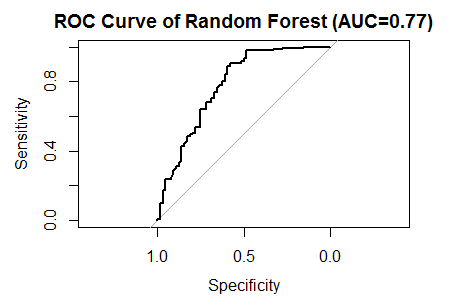 ROC Curve of Random Forest (AUC=0.77)
Sensitivity
0.8
0.4
0.0
1.0 0.5 0.0
Specificity